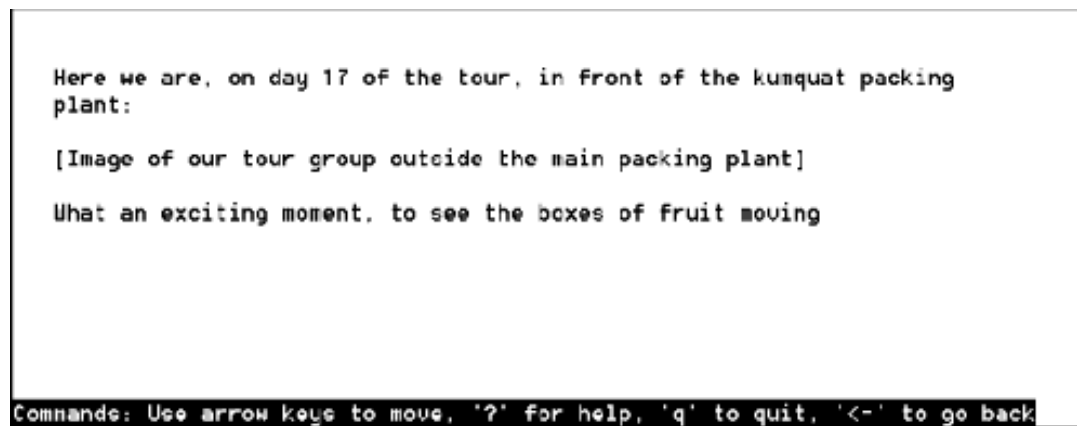 Here we are, on day 17 of the tour, in front of the kumquat packing
plant:
[Image of our tour group outside the main packing plant]
What an exciting moment, to see the boxes of fruit moving
Commands: Use arrow keys to move, '?' for help, 'q' to quit, '<-' to go back